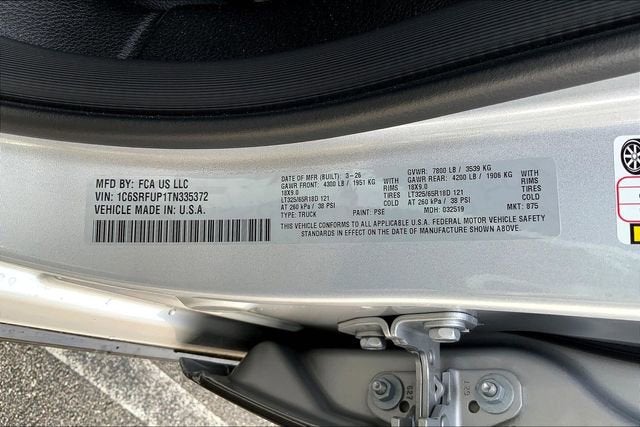 MFD BY: FCA US LLC
VIN: 1C6SRFUP1TN335372
VEHICLE MADE IN: U.S.A.
DATE OF MFR (BUILT): 3-26
GAWR FRONT: 4300 LB / 1951 KG WITH
18X9.0 RIMS
LT325/65R18D 121
AT 260 kPa / 38 PSI COLD
TYPE: TRUCK PAINT: PSE
GVWR: 7800 LB / 3539 KG
GAWR REAR: 4200 LB / 1906 KG WITH
18X9.0 RIMS
LT325/65R18D 121
AT 260 kPa / 38 PSI COLD
MDH: 032519 MKT: 875
THIS VEHICLE CONFORMS TO ALL APPLICABLE U.S.A. FEDERAL MOTOR VEHICLE SAFETY
STANDARDS IN EFFECT ON THE DATE OF MANUFACTURE SHOWN ABOVE.
627